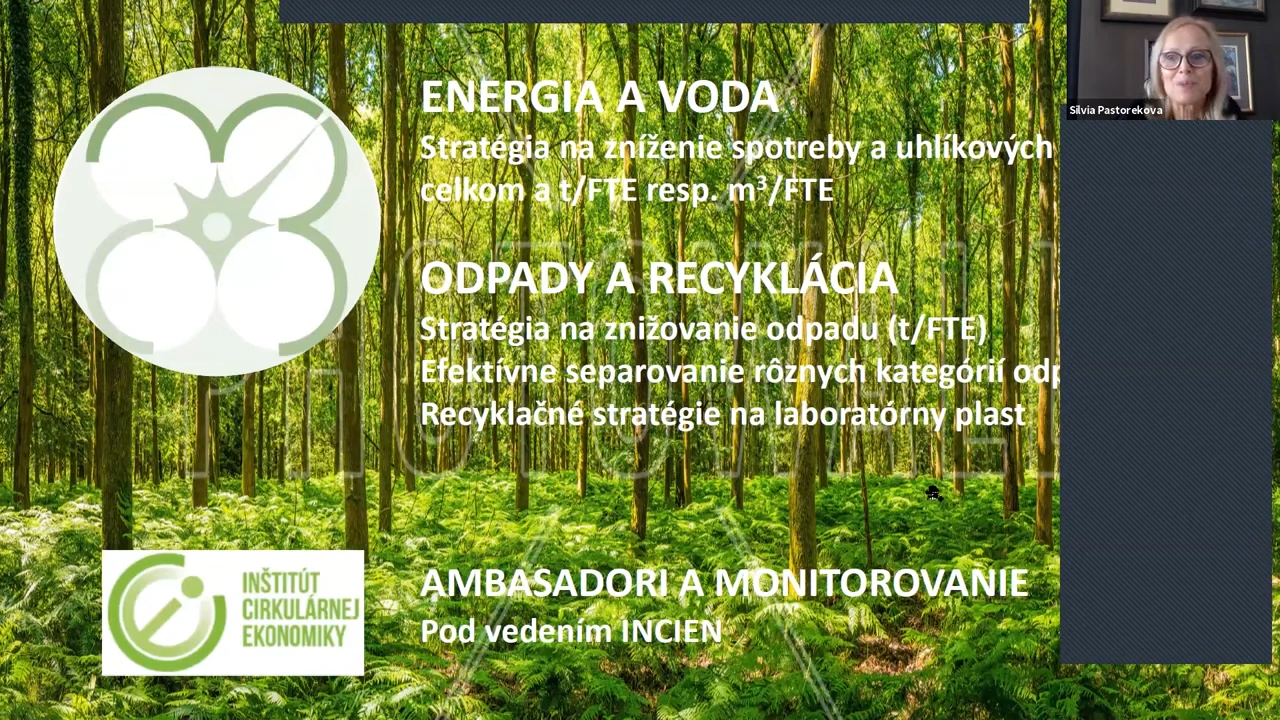 ENERGIA A VODA
Stratégia na zníženie spotreby a uhlíkových
celkom a t/FTE resp. m³/FTE
ODPADY A RECYKLÁCIA
Stratégia na znižovanie odpadu (t/FTE)
Efektívne separovanie rôznych kategórií
Recyklačné stratégie na laboratórny plast
AMBASADORI A MONITOROVANIE
Pod vedením INCIEN
INŠTITÚT
CIRKULÁRNEJ
EKONOMIKY
Silvia Pastorekova